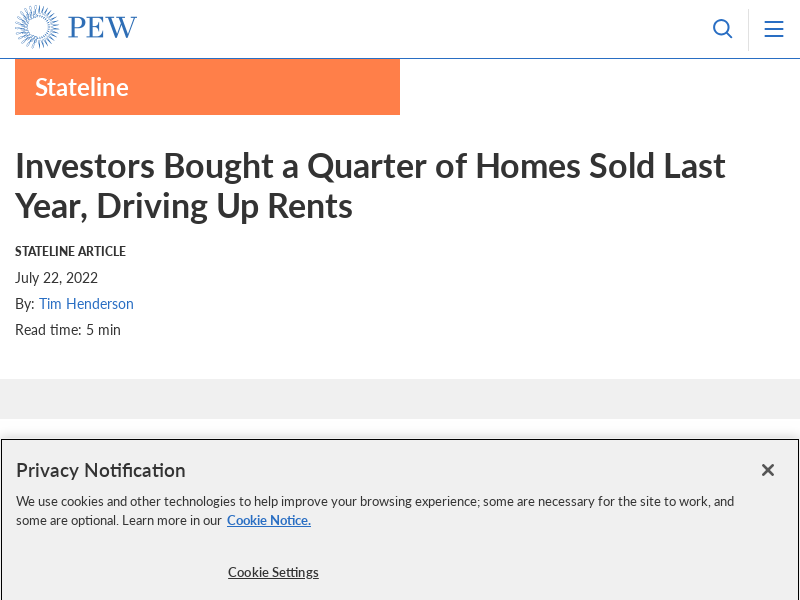 PEW
Stateline
Investors Bought a Quarter of Homes Sold Last
Year, Driving Up Rents
STATELINE ARTICLE
July 22, 2022
By: Tim Henderson
Read time: 5 min
Privacy Notification
We use cookies and other technologies to help improve your browsing experience; some are necessary for the site to work, and
some are optional. Learn more in our Cookie Notice.
Cookie Settings